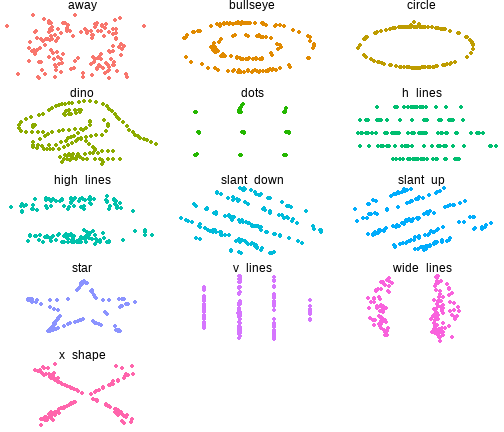 away
bullseye
circle
dino
dots
h_lines
high_lines
slant_down
slant_up
star
v_lines
wide_lines
x_shape